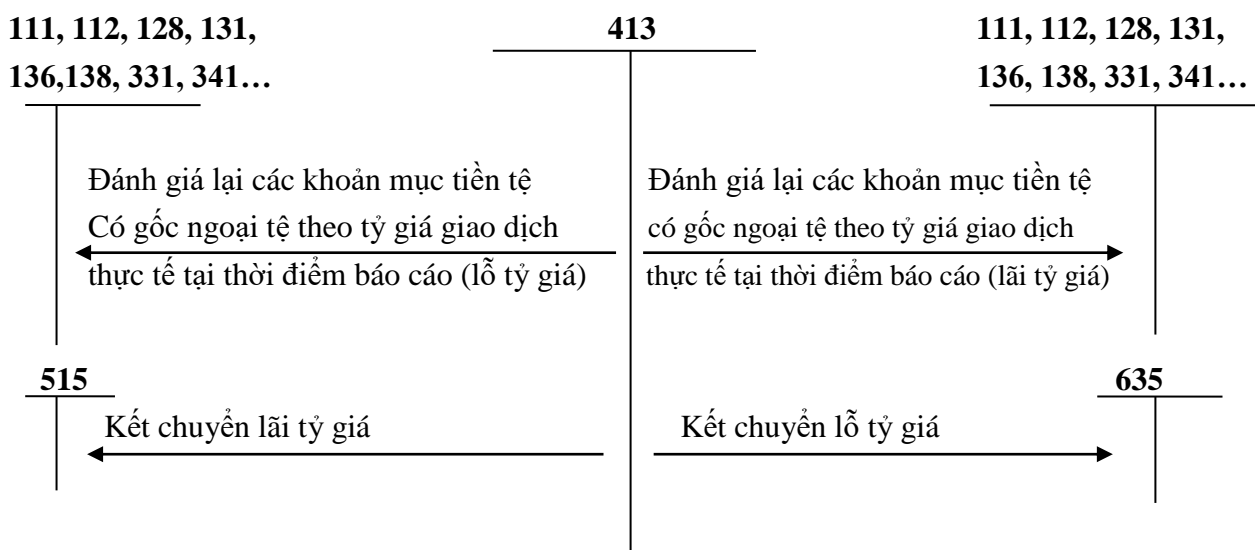 111, 112, 128, 131,
136,138, 331, 341…
413
111, 112, 128, 131,
136, 138, 331, 341…
Đánh giá lại các khoản mục tiền tệ
Có gốc ngoại tệ theo tỷ giá giao dịch
thực tế tại thời điểm báo cáo (lỗ tỷ giá)
Đánh giá lại các khoản mục tiền tệ
có gốc ngoại tệ theo tỷ giá giao dịch
thực tế tại thời điểm báo cáo (lãi tỷ giá)
515
Kết chuyển lãi tỷ giá
635
Kết chuyển lỗ tỷ giá